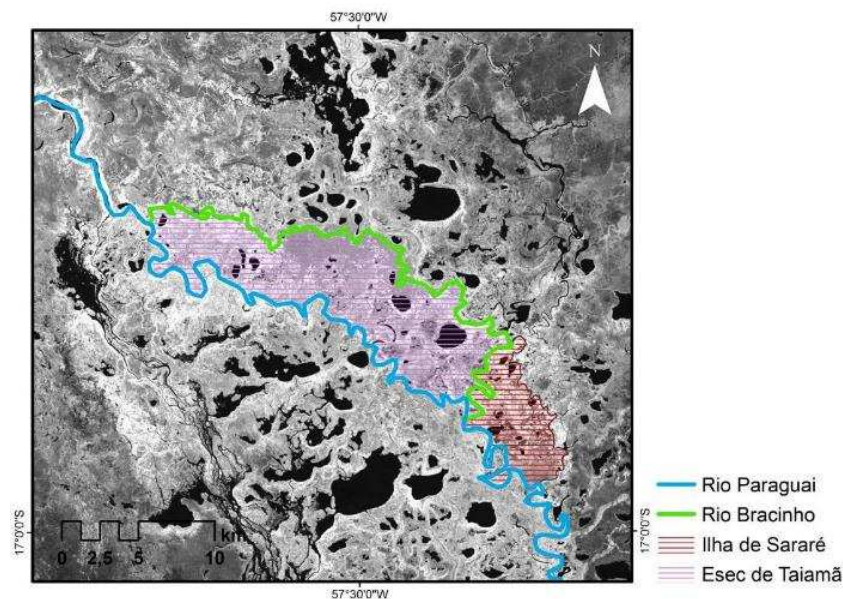 57°30'0"W
N
17°0'0"S
17°0'0"S
0 2,5 5 10 km
57°30'0"W
Rio Paraguai
Rio Bracinho
Ilha de Sararé
Esec de Taiamã